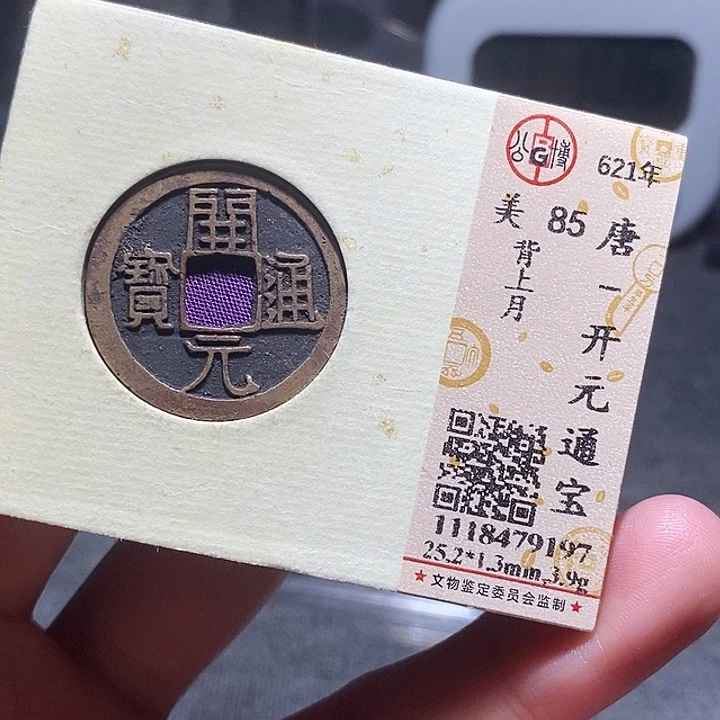 開元通寶
公博
G
621年
美 85
背上月
唐一开元通宝
1118479197
25.2*1.3mm,3.9g
★文物鉴定委员会监制★